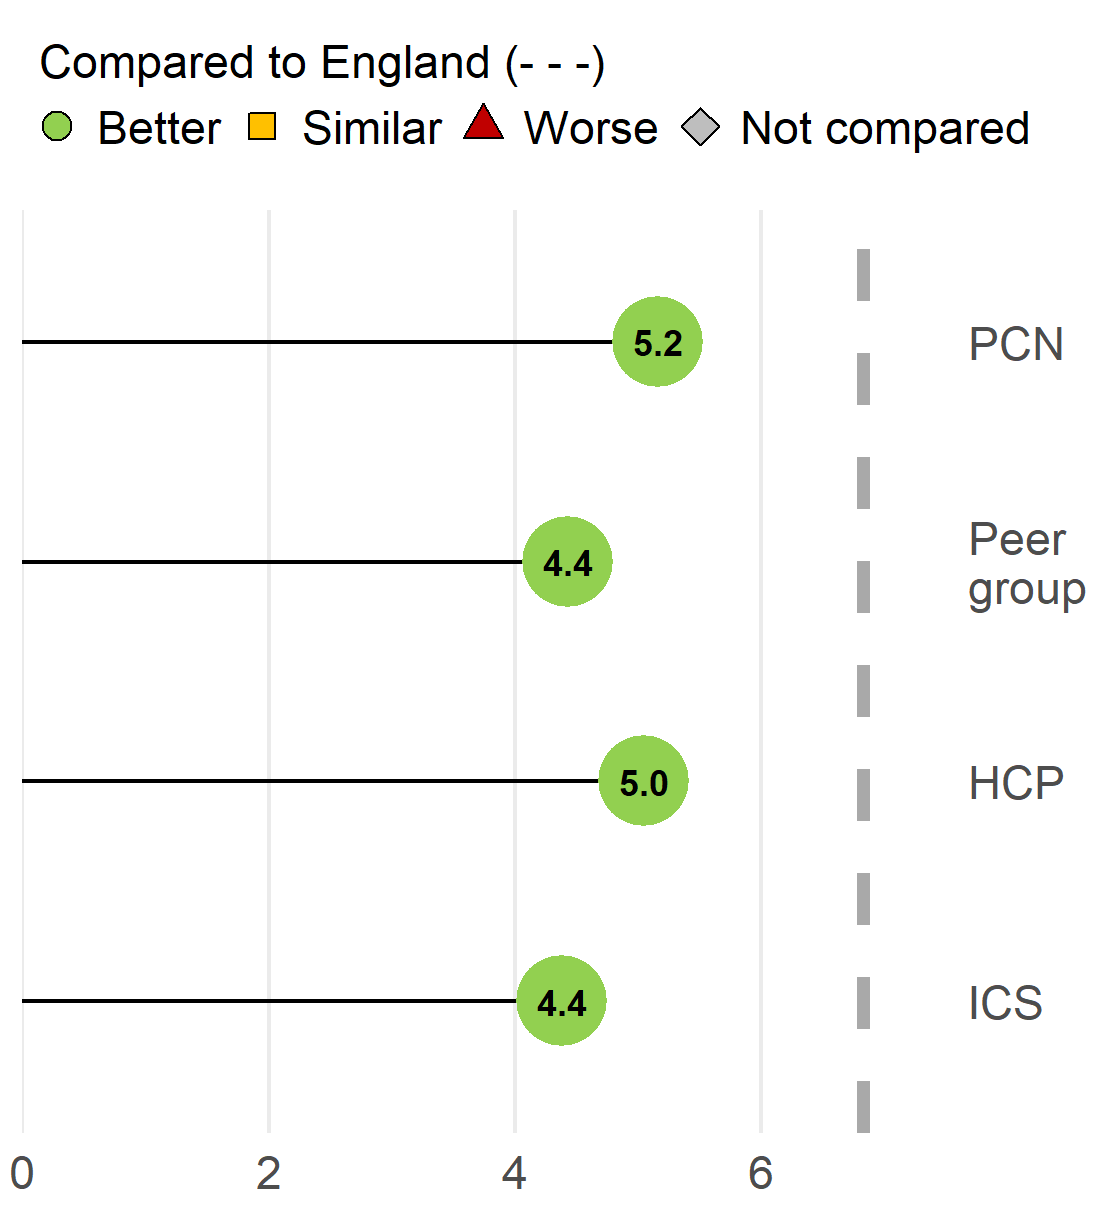 Compared to England (- - -)
Better Similar Worse Not compared
5.2 PCN
4.4 Peer
group
5.0 HCP
4.4 ICS
0 2 4 6